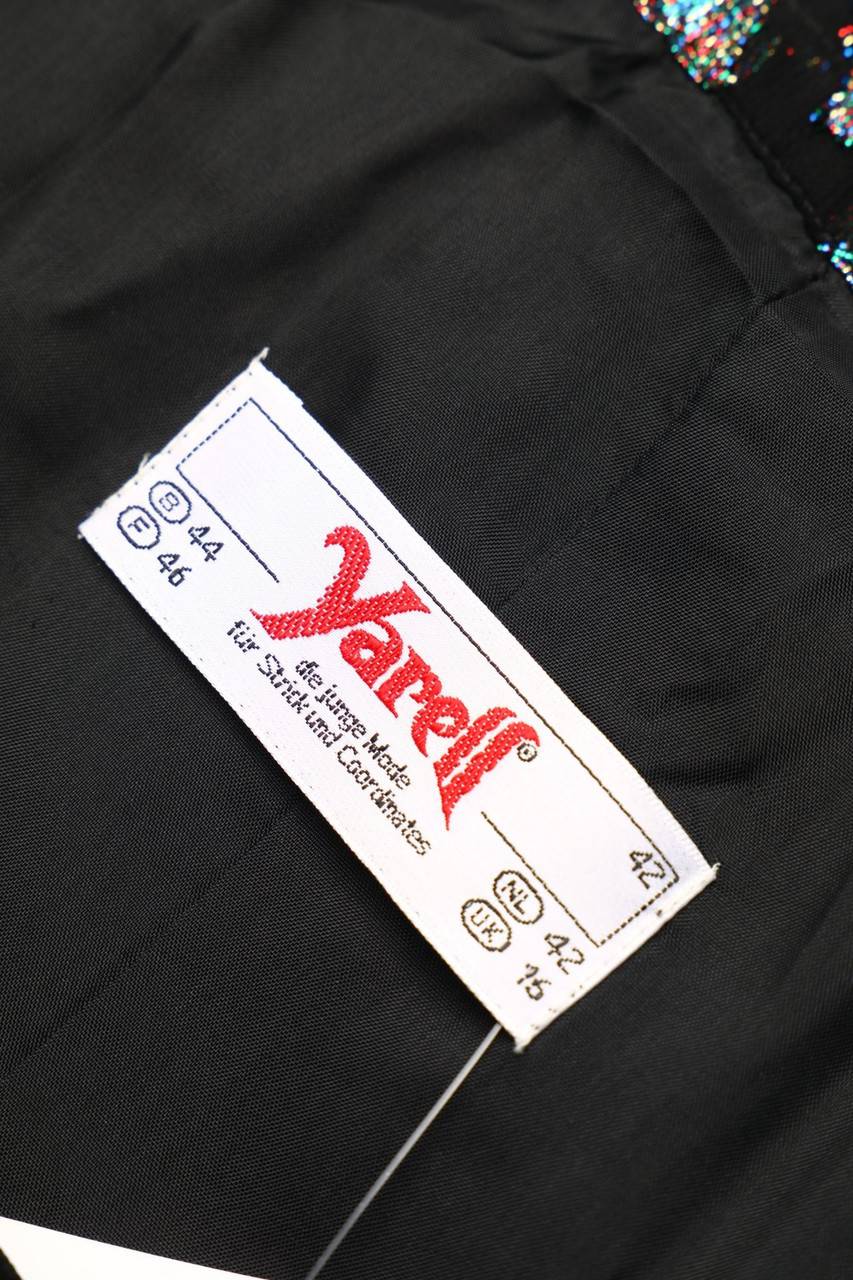 Yarell®
die junge Mode
für Strick und Coordinates
B 44
F 46
42
NL 42
UK 16